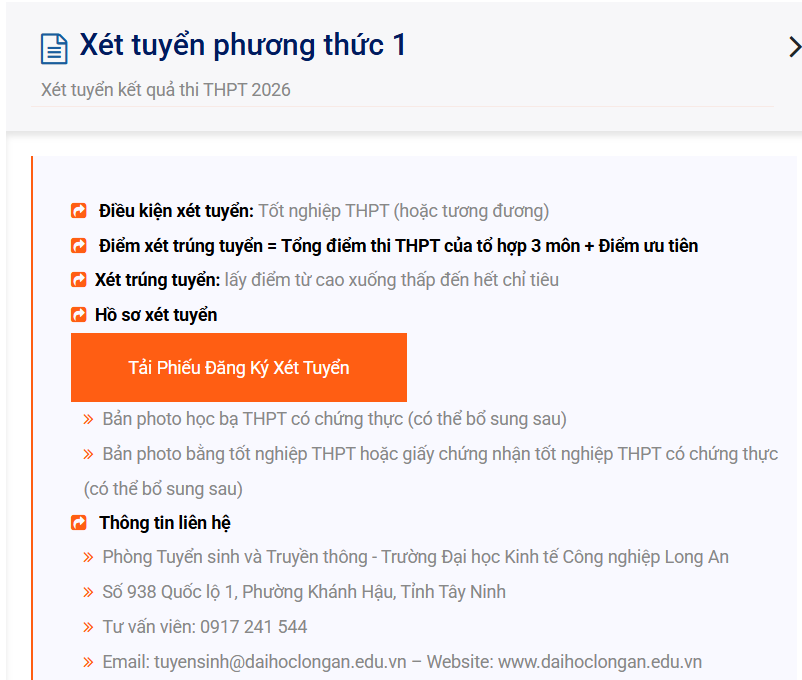 Xét tuyển phương thức 1
Xét tuyển kết quả thi THPT 2026
Điều kiện xét tuyển: Tốt nghiệp THPT (hoặc tương đương)
Điểm xét trúng tuyển = Tổng điểm thi THPT của tổ hợp 3 môn + Điểm ưu tiên
Xét trúng tuyển: lấy điểm từ cao xuống thấp đến hết chỉ tiêu
Hồ sơ xét tuyển
Tải Phiếu Đăng Ký Xét Tuyển
» Bản photo học bạ THPT có chứng thực (có thể bổ sung sau)
» Bản photo bằng tốt nghiệp THPT hoặc giấy chứng nhận tốt nghiệp THPT có chứng thực
(có thể bổ sung sau)
Thông tin liên hệ
» Phòng Tuyển sinh và Truyền thông - Trường Đại học Kinh tế Công nghiệp Long An
» Số 938 Quốc lộ 1, Phường Khánh Hậu, Tỉnh Tây Ninh
» Tư vấn viên: 0917 241 544
» Email: tuyensinh@daihoclongan.edu.vn – Website: www.daihoclongan.edu.vn